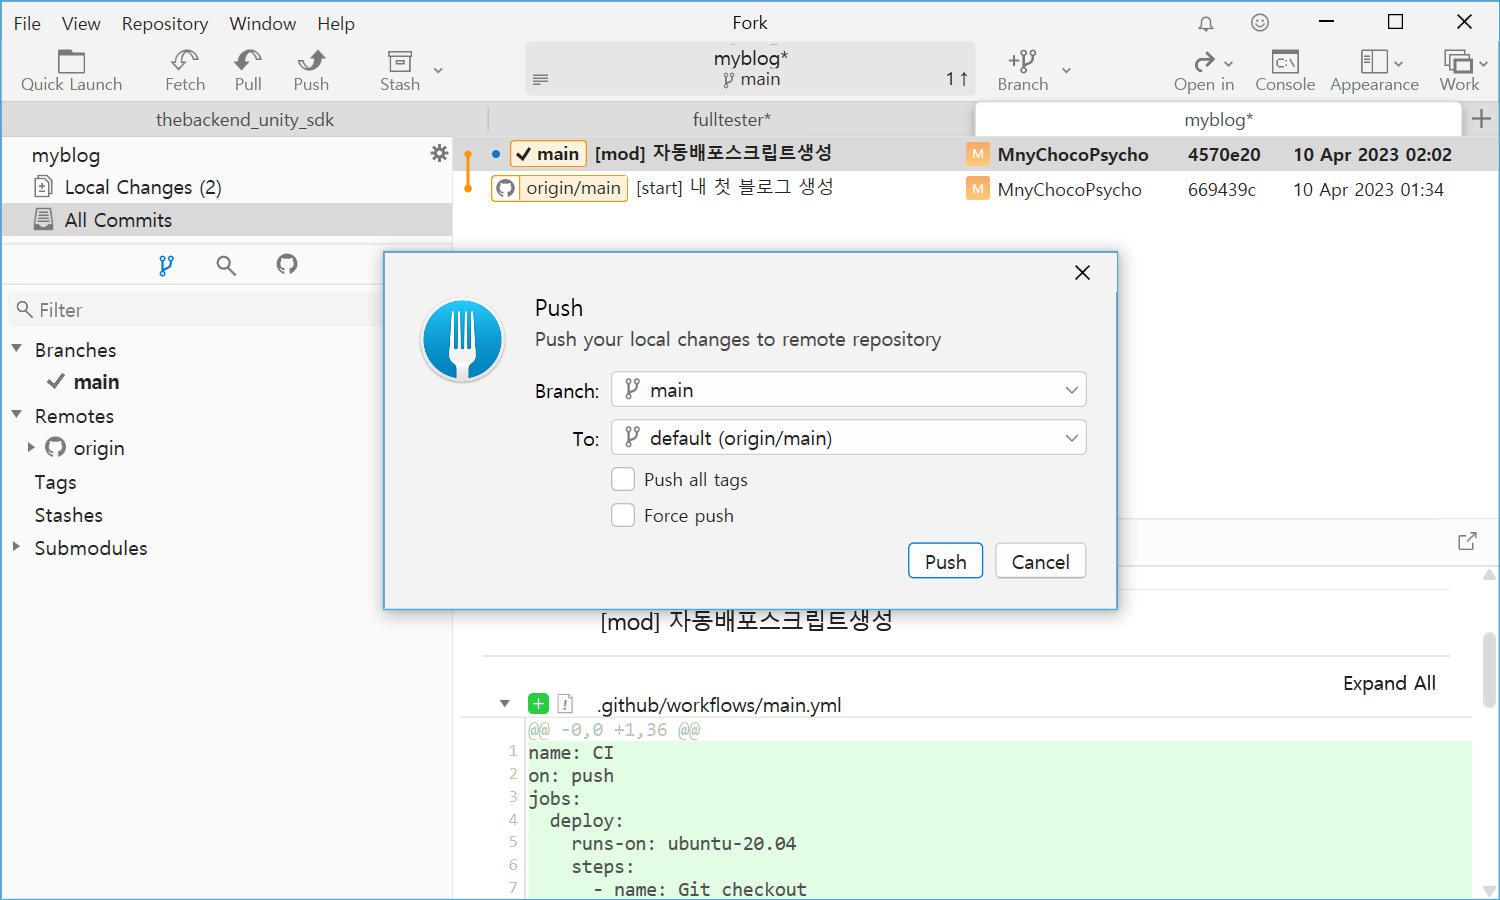 File View Repository Window Help Fork
Quick Launch Fetch Pull Push Stash myblog* main 1↑ Branch Open in Console Appearance Work
thebackend_unity_sdk fulltester* myblog*
myblog
Local Changes (2)
All Commits
Filter
Branches
main
Remotes
origin
Tags
Stashes
Submodules
main [mod] 자동배포스크립트생성 M MnyChocoPsycho 4570e20 10 Apr 2023 02:02
origin/main [start] 내 첫 블로그 생성 M MnyChocoPsycho 669439c 10 Apr 2023 01:34
Push
Push your local changes to remote repository
Branch: main
To: default (origin/main)
Push all tags
Force push
Push Cancel
[mod] 자동배포스크립트생성
Expand All
.github/workflows/main.yml
@@ -0,0 +1,36 @@
1 name: CI
2 on: push
3 jobs:
4 deploy:
5 runs-on: ubuntu-20.04
6 steps:
7 - name: Git checkout